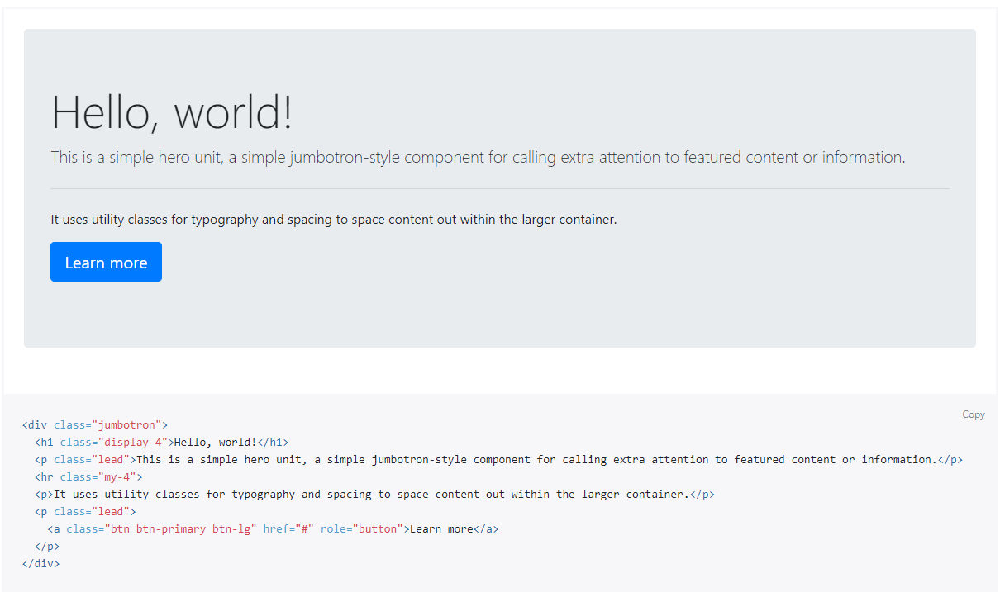 Hello, world!
This is a simple hero unit, a simple jumbotron-style component for calling extra attention to featured content or information.
It uses utility classes for typography and spacing to space content out within the larger container.
Learn more
Copy
<div class="jumbotron">
  <h1 class="display-4">Hello, world!</h1>
  <p class="lead">This is a simple hero unit, a simple jumbotron-style component for calling extra attention to featured content or information.</p>
  <hr class="my-4">
  <p>It uses utility classes for typography and spacing to space content out within the larger container.</p>
  <p class="lead">
    <a class="btn btn-primary btn-lg" href="#" role="button">Learn more</a>
  </p>
</div>